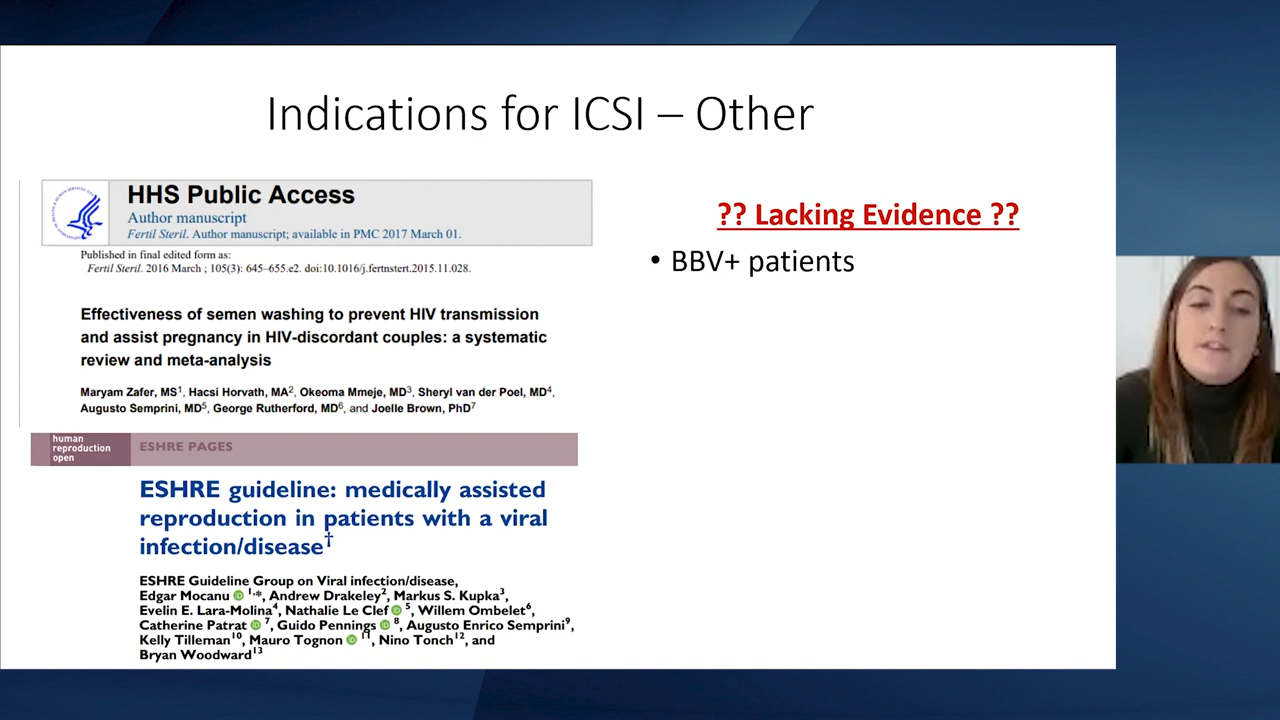 Indications for ICSI – Other
HHS Public Access
Author manuscript
Fertil Steril. Author manuscript; available in PMC 2017 March 01.
Published in final edited form as:
Fertil Steril. 2016 March ; 105(3): 645–655.e2. doi:10.1016/j.fertnstert.2015.11.028.
Effectiveness of semen washing to prevent HIV transmission
and assist pregnancy in HIV-discordant couples: a systematic
review and meta-analysis
Maryam Zafer, MS1, Hacsi Horvath, MA2, Okeoma Mmeje, MD3, Sheryl van der Poel, MD4,
Augusto Semprini, MD5, George Rutherford, MD6, and Joelle Brown, PhD7
human
reproduction
open
ESHRE PAGES
ESHRE guideline: medically assisted
reproduction in patients with a viral
infection/disease†
ESHRE Guideline Group on Viral infection/disease,
Edgar Mocanu 1,*, Andrew Drakeley2, Markus S. Kupka3,
Evelin E. Lara-Molina4, Nathalie Le Clef 5, Willem Ombelet6,
Catherine Patrat 7, Guido Pennings 8, Augusto Enrico Semprini9,
Kelly Tilleman10, Mauro Tognon 11, Nino Tonch12, and
Bryan Woodward13
?? Lacking Evidence ??
• BBV+ patients